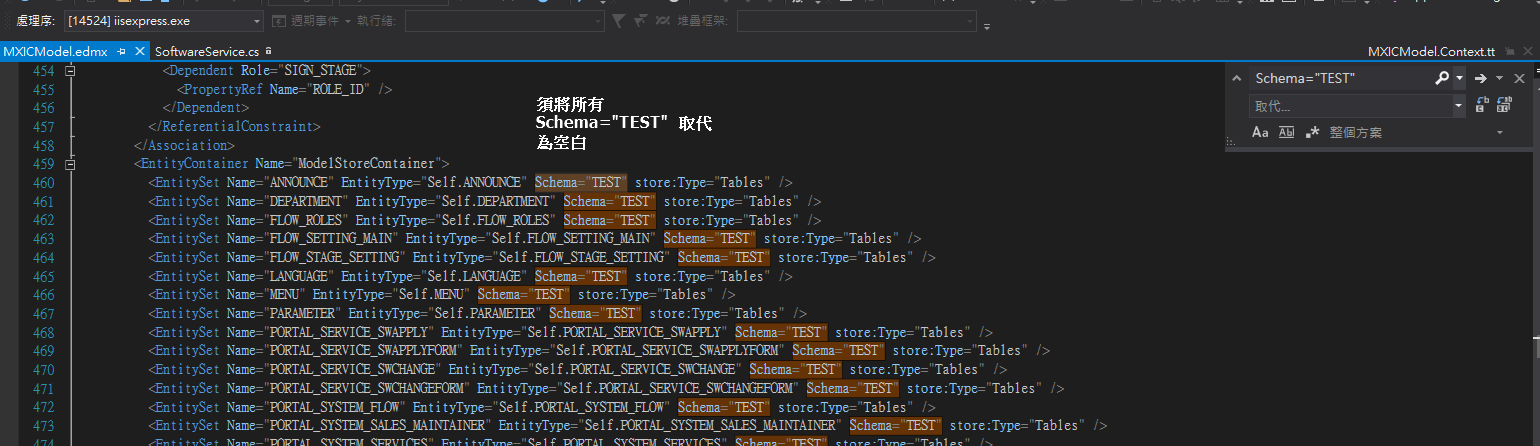 處理序: [14524] iisexpress.exe 週期事件 執行緒: 堆疊框架:
MXICModel.edmx SoftwareService.cs MXICModel.Context.tt
454 <Dependent Role="SIGN_STAGE">
455 <PropertyRef Name="ROLE_ID" />
456 </Dependent>
457 </ReferentialConstraint>
458 </Association>
459 <EntityContainer Name="ModelStoreContainer">
460 <EntitySet Name="ANNOUNCE" EntityType="Self.ANNOUNCE" Schema="TEST" store:Type="Tables" />
461 <EntitySet Name="DEPARTMENT" EntityType="Self.DEPARTMENT" Schema="TEST" store:Type="Tables" />
462 <EntitySet Name="FLOW_ROLES" EntityType="Self.FLOW_ROLES" Schema="TEST" store:Type="Tables" />
463 <EntitySet Name="FLOW_SETTING_MAIN" EntityType="Self.FLOW_SETTING_MAIN" Schema="TEST" store:Type="Tables" />
464 <EntitySet Name="FLOW_STAGE_SETTING" EntityType="Self.FLOW_STAGE_SETTING" Schema="TEST" store:Type="Tables" />
465 <EntitySet Name="LANGUAGE" EntityType="Self.LANGUAGE" Schema="TEST" store:Type="Tables" />
466 <EntitySet Name="MENU" EntityType="Self.MENU" Schema="TEST" store:Type="Tables" />
467 <EntitySet Name="PARAMETER" EntityType="Self.PARAMETER" Schema="TEST" store:Type="Tables" />
468 <EntitySet Name="PORTAL_SERVICE_SWAPPLY" EntityType="Self.PORTAL_SERVICE_SWAPPLY" Schema="TEST" store:Type="Tables" />
469 <EntitySet Name="PORTAL_SERVICE_SWAPPLYFORM" EntityType="Self.PORTAL_SERVICE_SWAPPLYFORM" Schema="TEST" store:Type="Tables" />
470 <EntitySet Name="PORTAL_SERVICE_SWCHANGE" EntityType="Self.PORTAL_SERVICE_SWCHANGE" Schema="TEST" store:Type="Tables" />
471 <EntitySet Name="PORTAL_SERVICE_SWCHANGEFORM" EntityType="Self.PORTAL_SERVICE_SWCHANGEFORM" Schema="TEST" store:Type="Tables" />
472 <EntitySet Name="PORTAL_SYSTEM_FLOW" EntityType="Self.PORTAL_SYSTEM_FLOW" Schema="TEST" store:Type="Tables" />
473 <EntitySet Name="PORTAL_SYSTEM_SALES_MAINTAINER" EntityType="Self.PORTAL_SYSTEM_SALES_MAINTAINER" Schema="TEST" store:Type="Tables" />
474 <EntitySet Name="PORTAL_SYSTEM_SERVICES" EntityType="Self.PORTAL_SYSTEM_SERVICES" Schema="TEST" store:Type="Tables" />
須將所有
Schema="TEST" 取代
為空白
Schema="TEST"
取代...
Aa Abl .* 整個方案